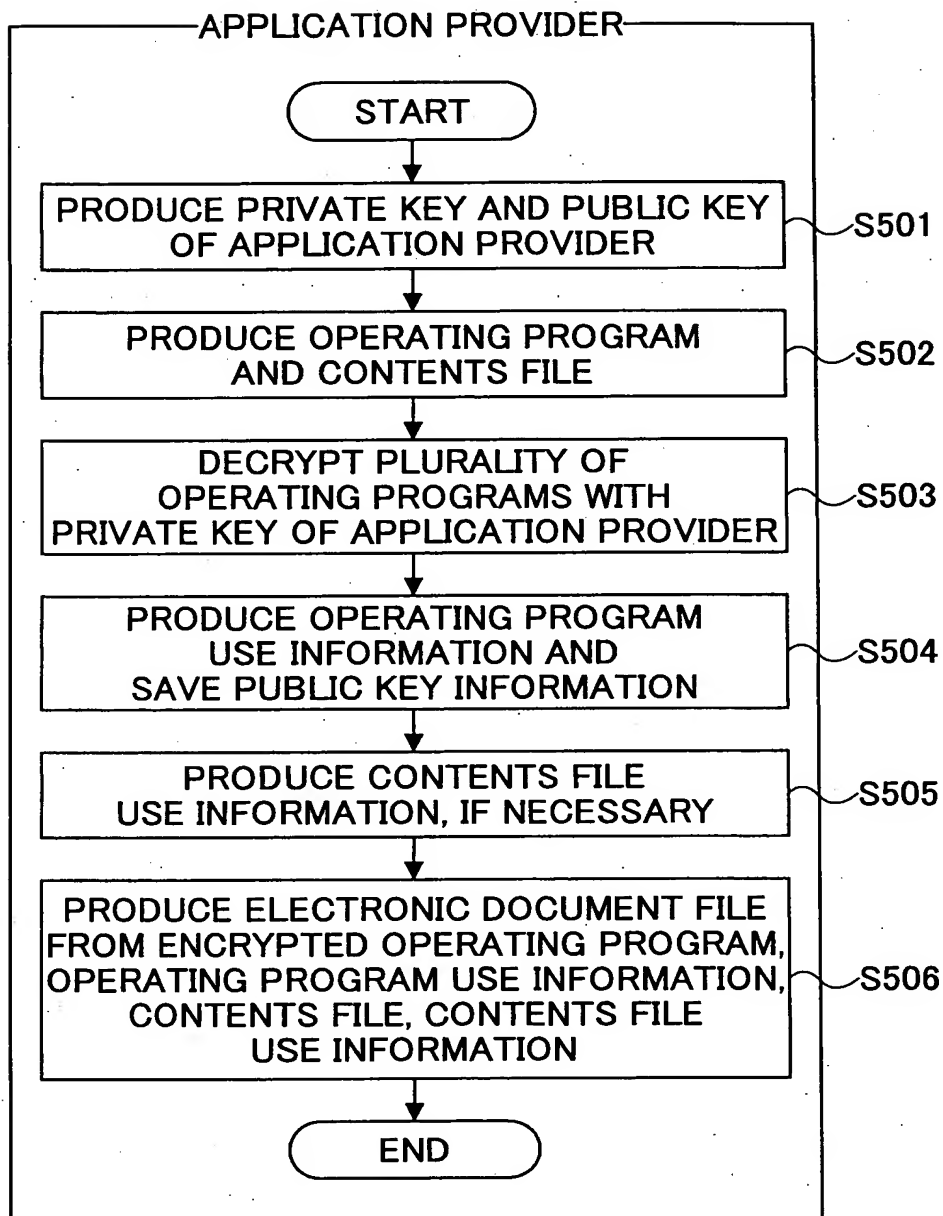 APPLICATION PROVIDER
START
PRODUCE PRIVATE KEY AND PUBLIC KEY
OF APPLICATION PROVIDER
S501
PRODUCE OPERATING PROGRAM
AND CONTENTS FILE
S502
DECRYPT PLURALITY OF
OPERATING PROGRAMS WITH
PRIVATE KEY OF APPLICATION PROVIDER
S503
PRODUCE OPERATING PROGRAM
USE INFORMATION AND
SAVE PUBLIC KEY INFORMATION
S504
PRODUCE CONTENTS FILE
USE INFORMATION, IF NECESSARY
S505
PRODUCE ELECTRONIC DOCUMENT FILE
FROM ENCRYPTED OPERATING PROGRAM,
OPERATING PROGRAM USE INFORMATION,
CONTENTS FILE, CONTENTS FILE
USE INFORMATION
S506
END